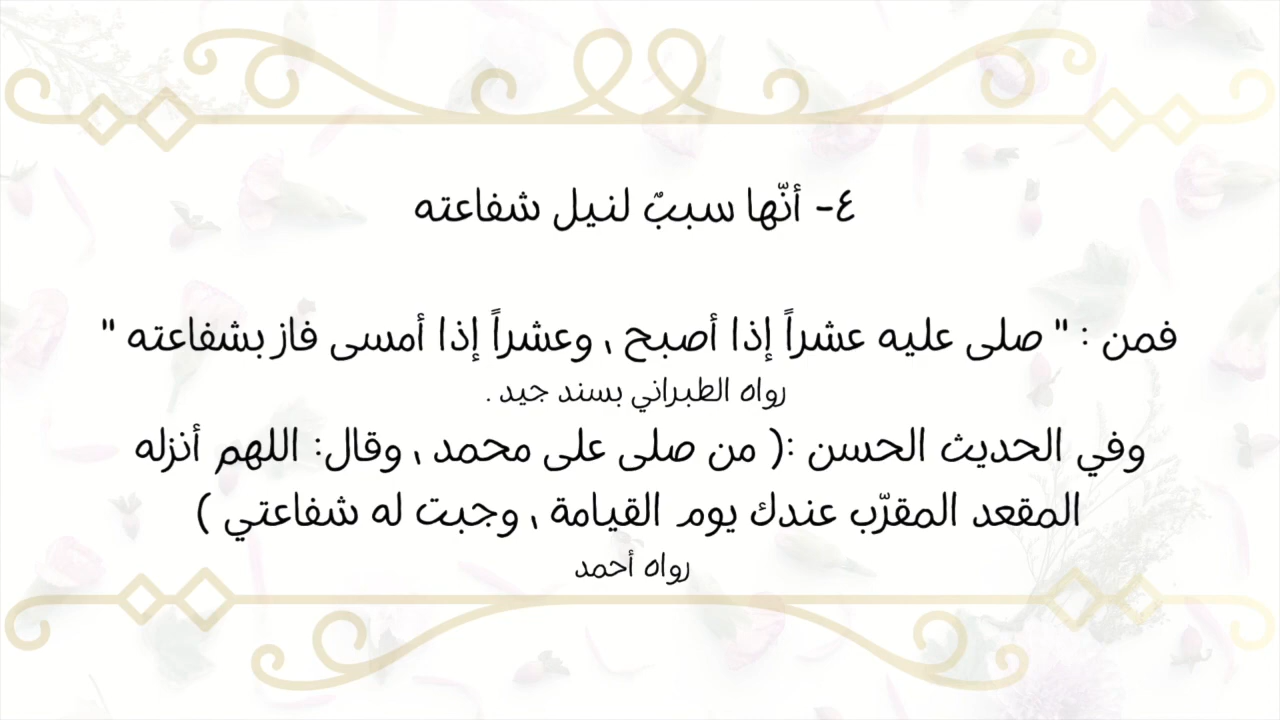 ٤- أنّها سببٌ لنيل شفاعته
فمن : " صلى عليه عشراً إذا أصبح ، وعشراً إذا أمسى فاز بشفاعته "
رواه الطبراني بسند جيد .
وفي الحديث الحسن :( من صلى على محمد ، وقال: اللهم أنزله
المقعد المقرّب عندك يوم القيامة ، وجبت له شفاعتي )
رواه أحمد